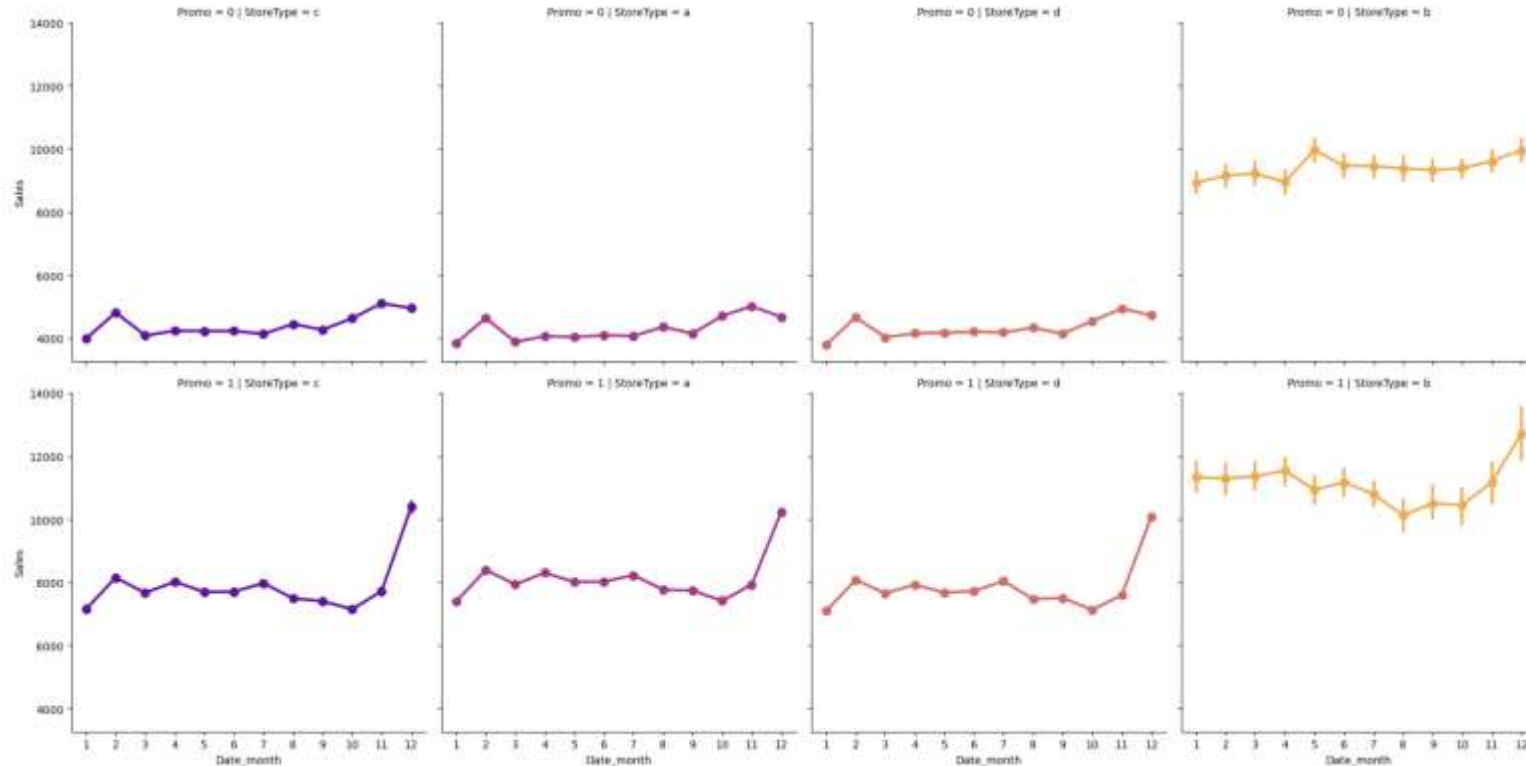 Promo = 0 | StoreType = c
Promo = 0 | StoreType = a
Promo = 0 | StoreType = d
Promo = 0 | StoreType = b
14000
12000
10000
8000
6000
4000
Sales
Promo = 1 | StoreType = c
Promo = 1 | StoreType = a
Promo = 1 | StoreType = d
Promo = 1 | StoreType = b
14000
12000
10000
8000
6000
4000
Sales
1 2 3 4 5 6 7 8 9 10 11 12
1 2 3 4 5 6 7 8 9 10 11 12
1 2 3 4 5 6 7 8 9 10 11 12
1 2 3 4 5 6 7 8 9 10 11 12
Date_month
Date_month
Date_month
Date_month